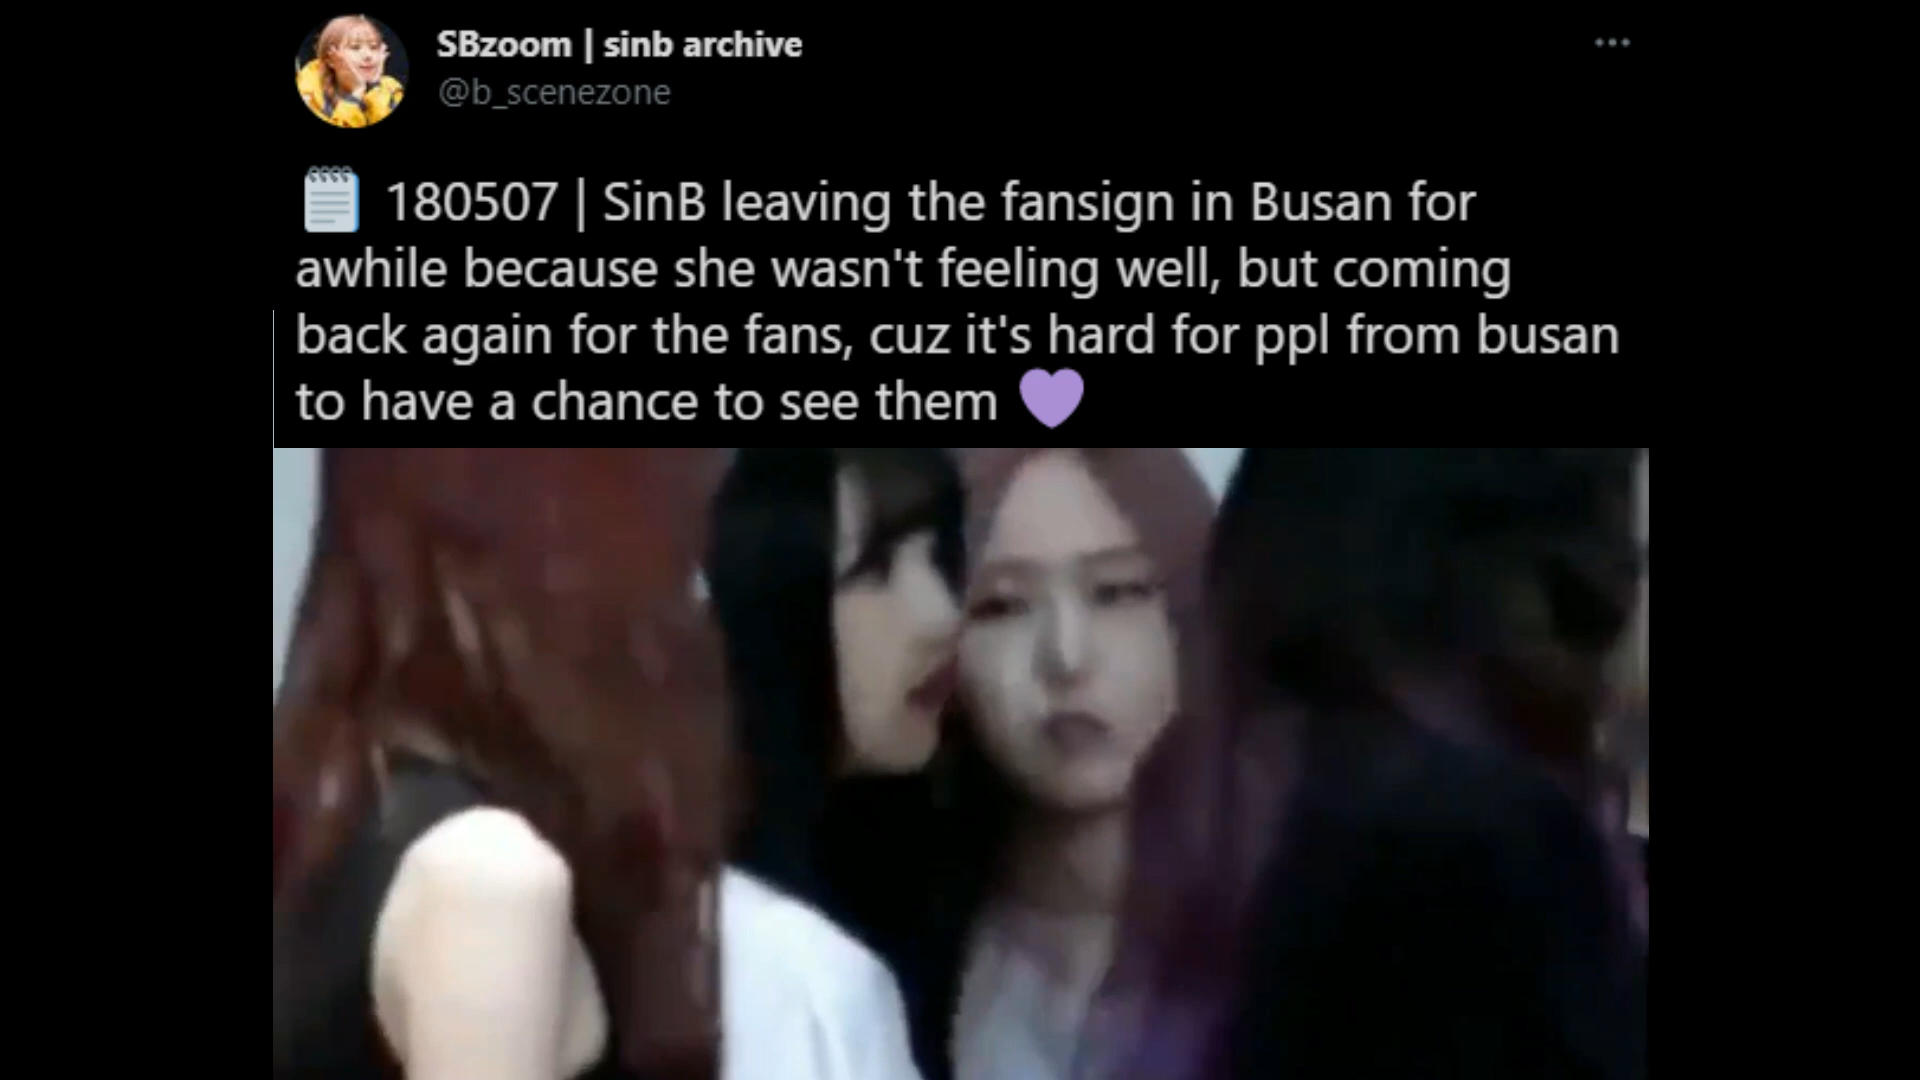 SBzoom | sinb archive
@b_scenezone
🗒️ 180507 | SinB leaving the fansign in Busan for
awhile because she wasn't feeling well, but coming
back again for the fans, cuz it's hard for ppl from busan
to have a chance to see them 💜